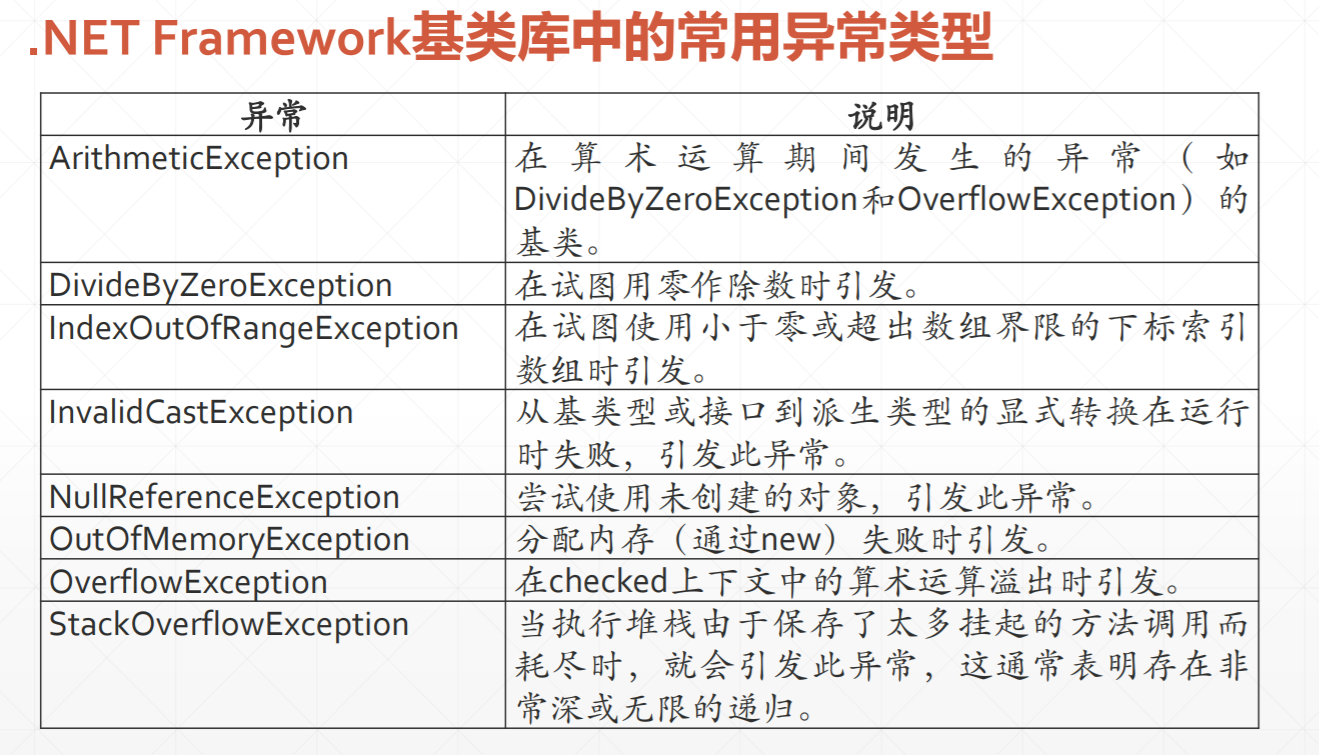 .NET Framework基类库中的常用异常类型
异常
说明
ArithmeticException
在算术运算期间发生的异常（如
DivideByZeroException和OverflowException）的
基类。
DivideByZeroException
在试图用零作除数时引发。
IndexOutOfRangeException
在试图使用小于零或超出数组界限的下标索引
数组时引发。
InvalidCastException
从基类型或接口到派生类型的显式转换在运行
时失败，引发此异常。
NullReferenceException
尝试使用未创建的对象，引发此异常。
OutOfMemoryException
分配内存（通过new）失败时引发。
OverflowException
在checked上下文中的算术运算溢出时引发。
StackOverflowException
当执行堆栈由于保存了太多挂起的方法调用而
耗尽时，就会引发此异常，这通常表明存在非
常深或无限的递归。